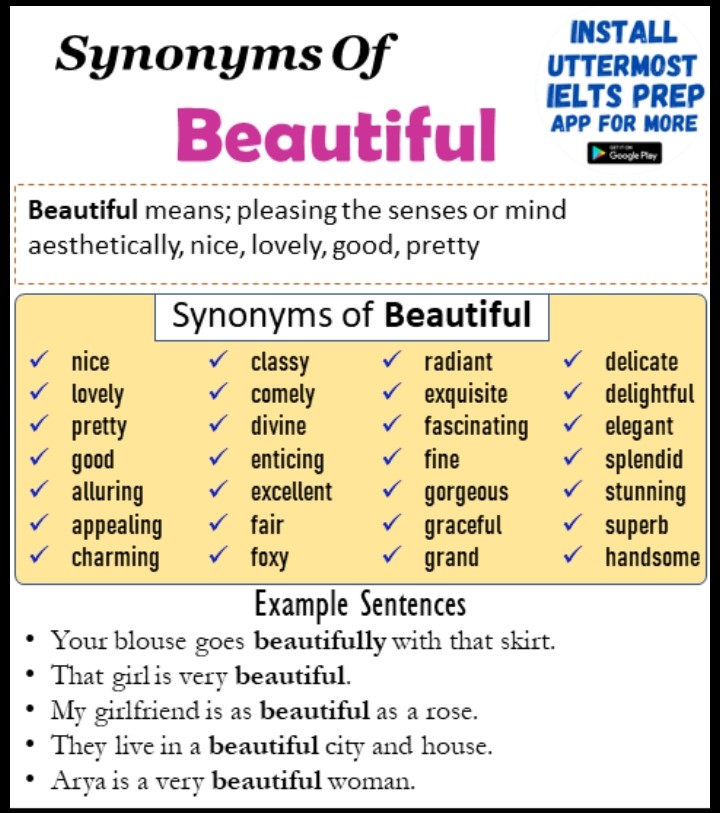 Synonyms Of
Beautiful
INSTALL
UTTERMOST
IELTS PREP
APP FOR MORE
GET IT ON
Google Play
Beautiful means; pleasing the senses or mind
aesthetically, nice, lovely, good, pretty
Synonyms of Beautiful
✓ nice ✓ classy ✓ radiant ✓ delicate
✓ lovely ✓ comely ✓ exquisite ✓ delightful
✓ pretty ✓ divine ✓ fascinating ✓ elegant
✓ good ✓ enticing ✓ fine ✓ splendid
✓ alluring ✓ excellent ✓ gorgeous ✓ stunning
✓ appealing ✓ fair ✓ graceful ✓ superb
✓ charming ✓ foxy ✓ grand ✓ handsome
Example Sentences
• Your blouse goes beautifully with that skirt.
• That girl is very beautiful.
• My girlfriend is as beautiful as a rose.
• They live in a beautiful city and house.
• Arya is a very beautiful woman.